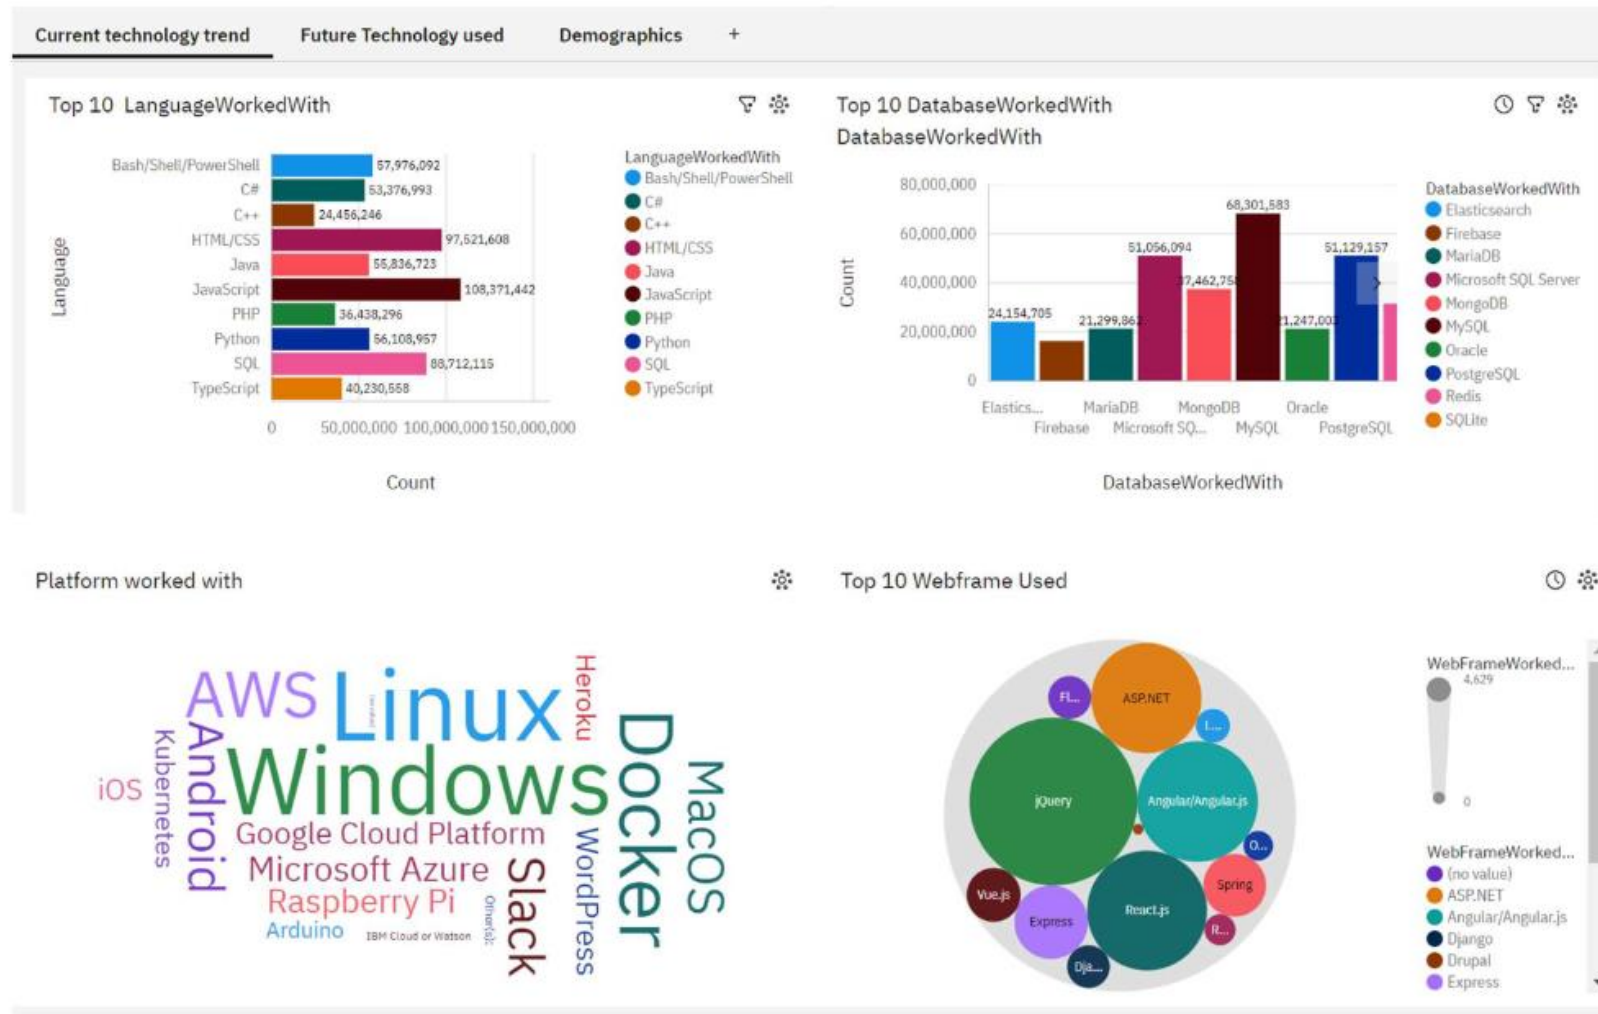 Current technology trend
Future Technology used
Demographics
+
Top 10 LanguageWorkedWith
Language
Bash/Shell/PowerShell 57,976,092
C# 53,376,993
C++ 24,456,246
HTML/CSS 97,521,608
Java 55,836,723
JavaScript 108,371,442
PHP 36,438,296
Python 56,108,957
SQL 88,712,115
TypeScript 40,230,558
0 50,000,000 100,000,000 150,000,000
Count
LanguageWorkedWith
Bash/Shell/PowerShell
C#
C++
HTML/CSS
Java
JavaScript
PHP
Python
SQL
TypeScript
Top 10 DatabaseWorkedWith
DatabaseWorkedWith
Count
80,000,000
60,000,000
40,000,000
20,000,000
0
24,154,705
21,299,862
51,056,094
68,301,583
51,129,157
Elastics...
Firebase
MariaDB
Microsoft SQ...
MongoDB
MySQL
Oracle
PostgreSQL
DatabaseWorkedWith
DatabaseWorkedWith
Elasticsearch
Firebase
MariaDB
Microsoft SQL Server
MongoDB
MySQL
Oracle
PostgreSQL
Redis
SQLite
Platform worked with
AWS
Linux
Heroku
Kubernetes
Android
iOS
Windows
Docker
MacOS
Google Cloud Platform
Microsoft Azure
Raspberry Pi
Arduino
IBM Cloud or Watson
Other(s):
Slack
WordPress
Top 10 Webframe Used
Fl...
ASP.NET
jQuery
Angular/Angular.js
O...
Spring
R...
React.js
Vue.js
Express
Dja...
WebFrameWorked...
4,629
0
WebFrameWorked...
(no value)
ASP.NET
Angular/Angular.js
Django
Drupal
Express